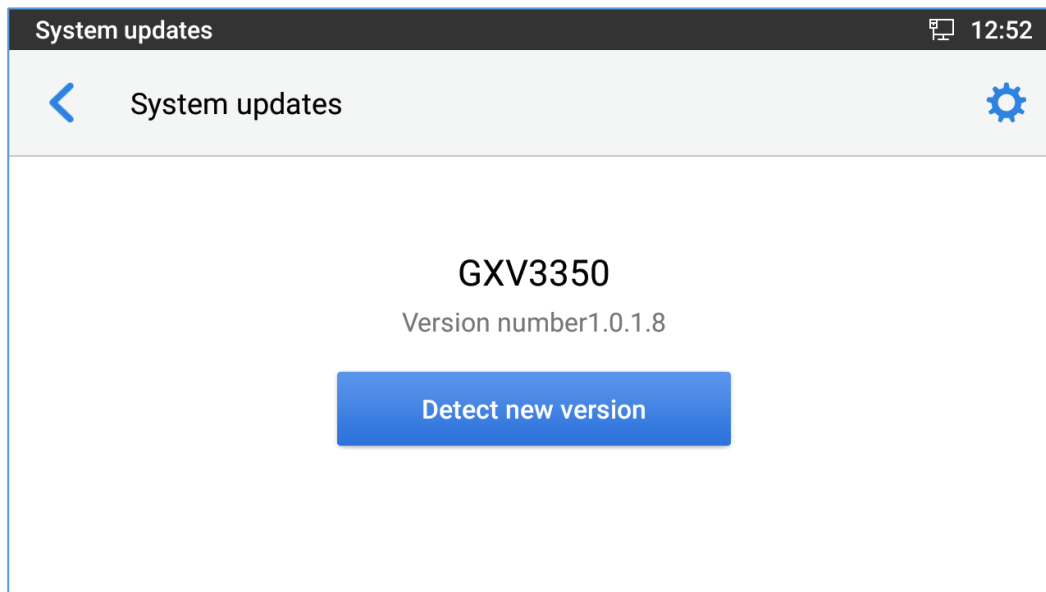 System updates 12:52
System updates
GXV3350
Version number1.0.1.8
Detect new version